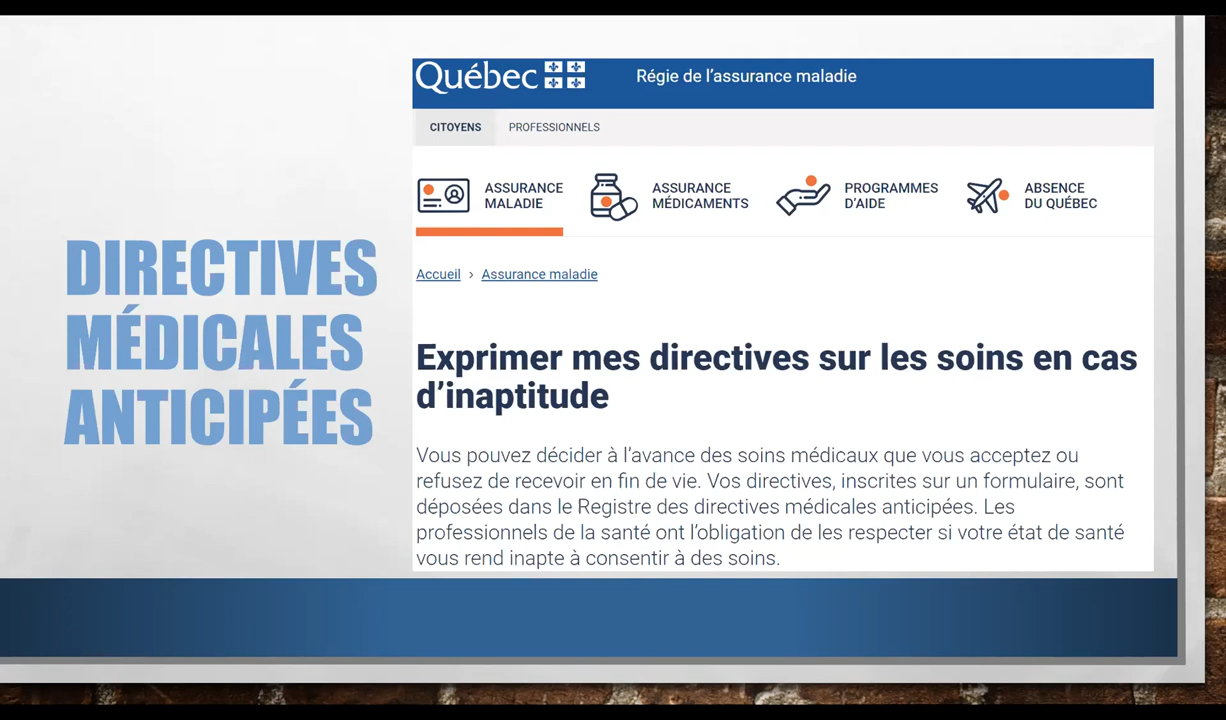 DIRECTIVES
MÉDICALES
ANTICIPÉES
Québec
Régie de l’assurance maladie
CITOYENS
PROFESSIONNELS
ASSURANCE
MALADIE
ASSURANCE
MÉDICAMENTS
PROGRAMMES
D’AIDE
ABSENCE
DU QUÉBEC
Accueil › Assurance maladie
Exprimer mes directives sur les soins en cas
d’inaptitude
Vous pouvez décider à l’avance des soins médicaux que vous acceptez ou
refusez de recevoir en fin de vie. Vos directives, inscrites sur un formulaire, sont
déposées dans le Registre des directives médicales anticipées. Les
professionnels de la santé ont l’obligation de les respecter si votre état de santé
vous rend inapte à consentir à des soins.